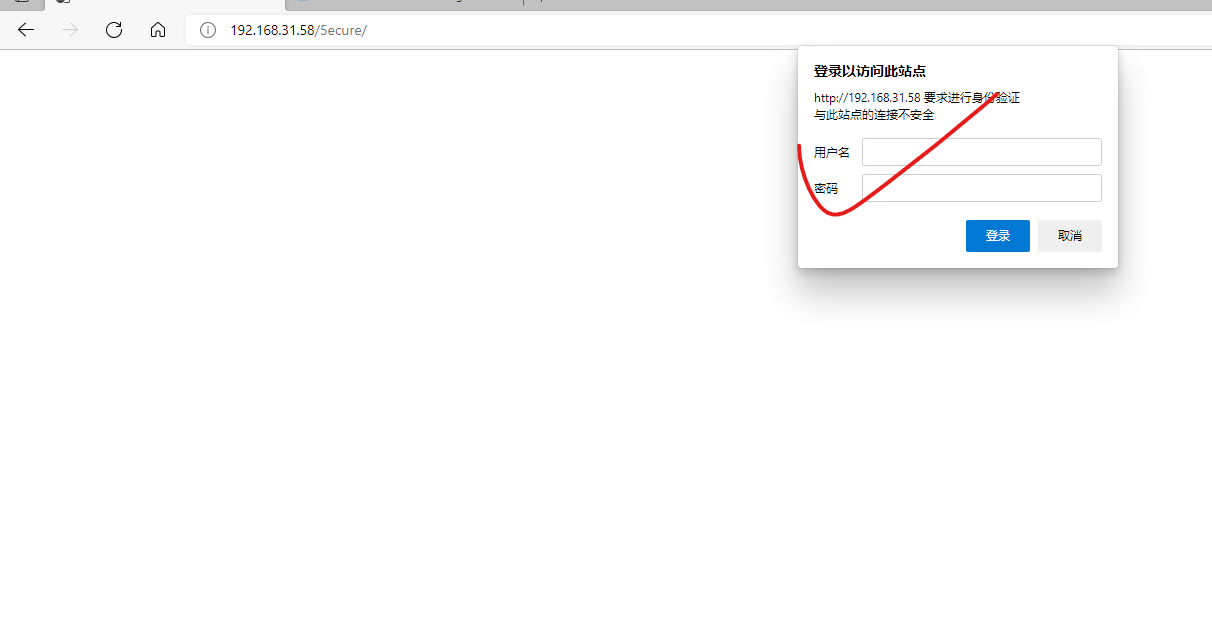 192.168.31.58/5ecure/
登录以访问此站点
http://192.168.31.58 要求进行身份验证
与此站点的连接不安全
用户名
密码
登录
取消